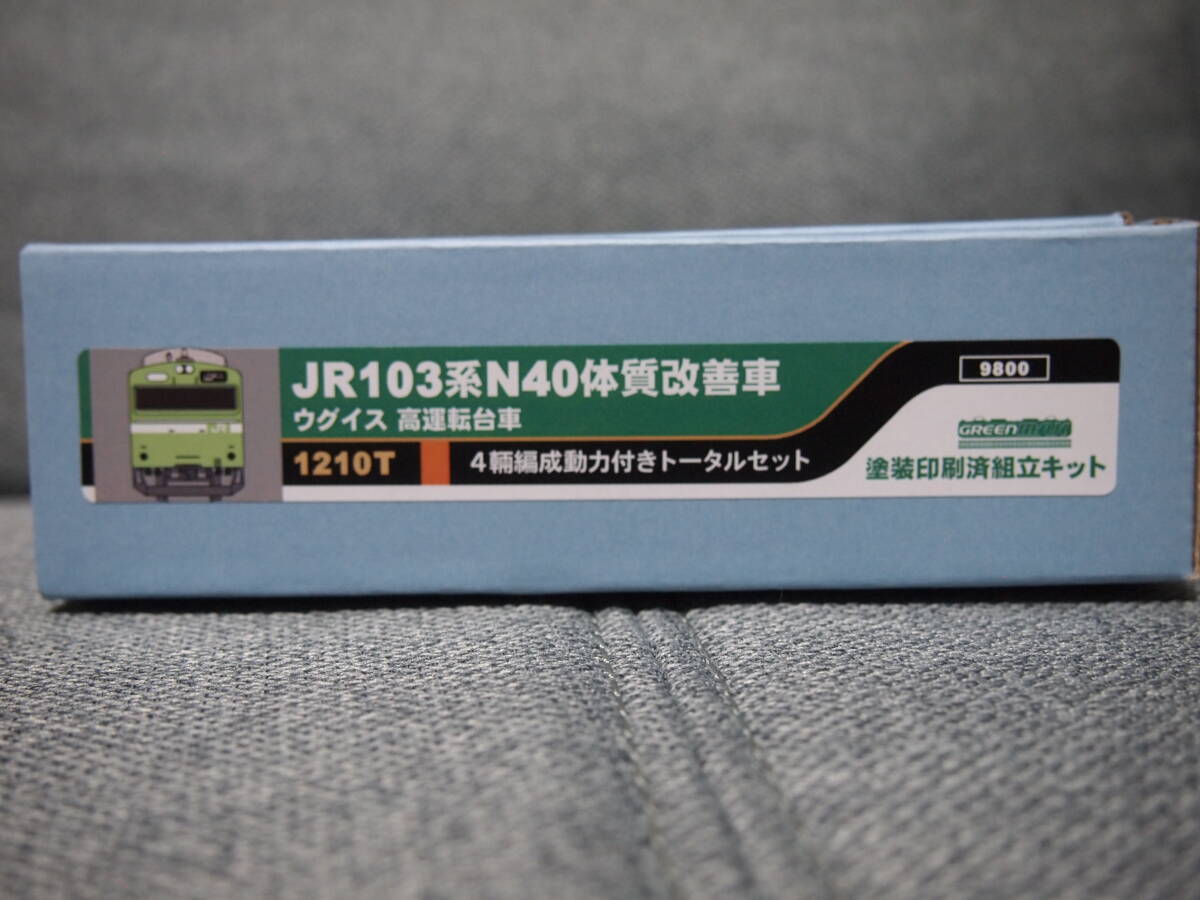 JR103系N40体質改善車
ウグイス 高運転台車
1210T
4輌編成動力付きトータルセット
9800
GREENMAX
塗装印刷済組立キット